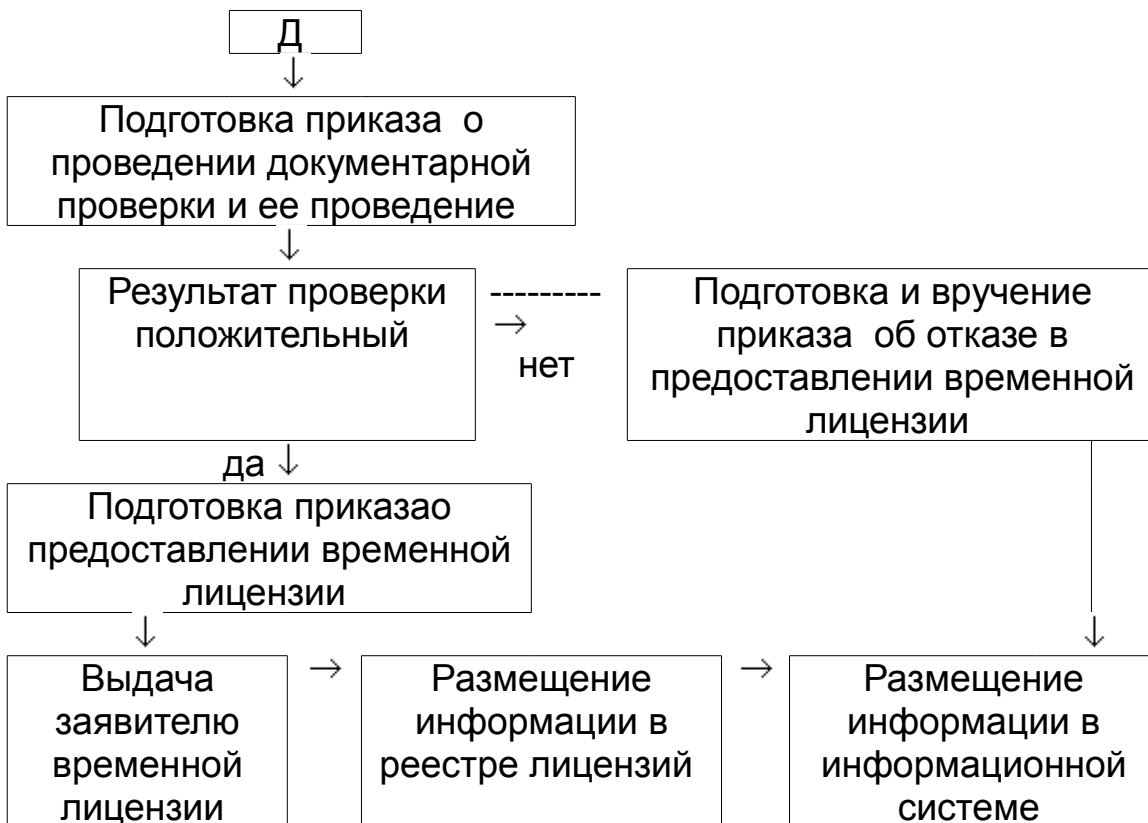 Д
Подготовка приказа о
проведении документарной
проверки и ее проведение
Результат проверки
положительный
---------
нет
Подготовка и вручение
приказа об отказе в
предоставлении временной
лицензии
да
Подготовка приказао
предоставлении временной
лицензии
Выдача
заявителю
временной
лицензии
Размещение
информации в
реестре лицензий
Размещение
информации в
информационной
системе